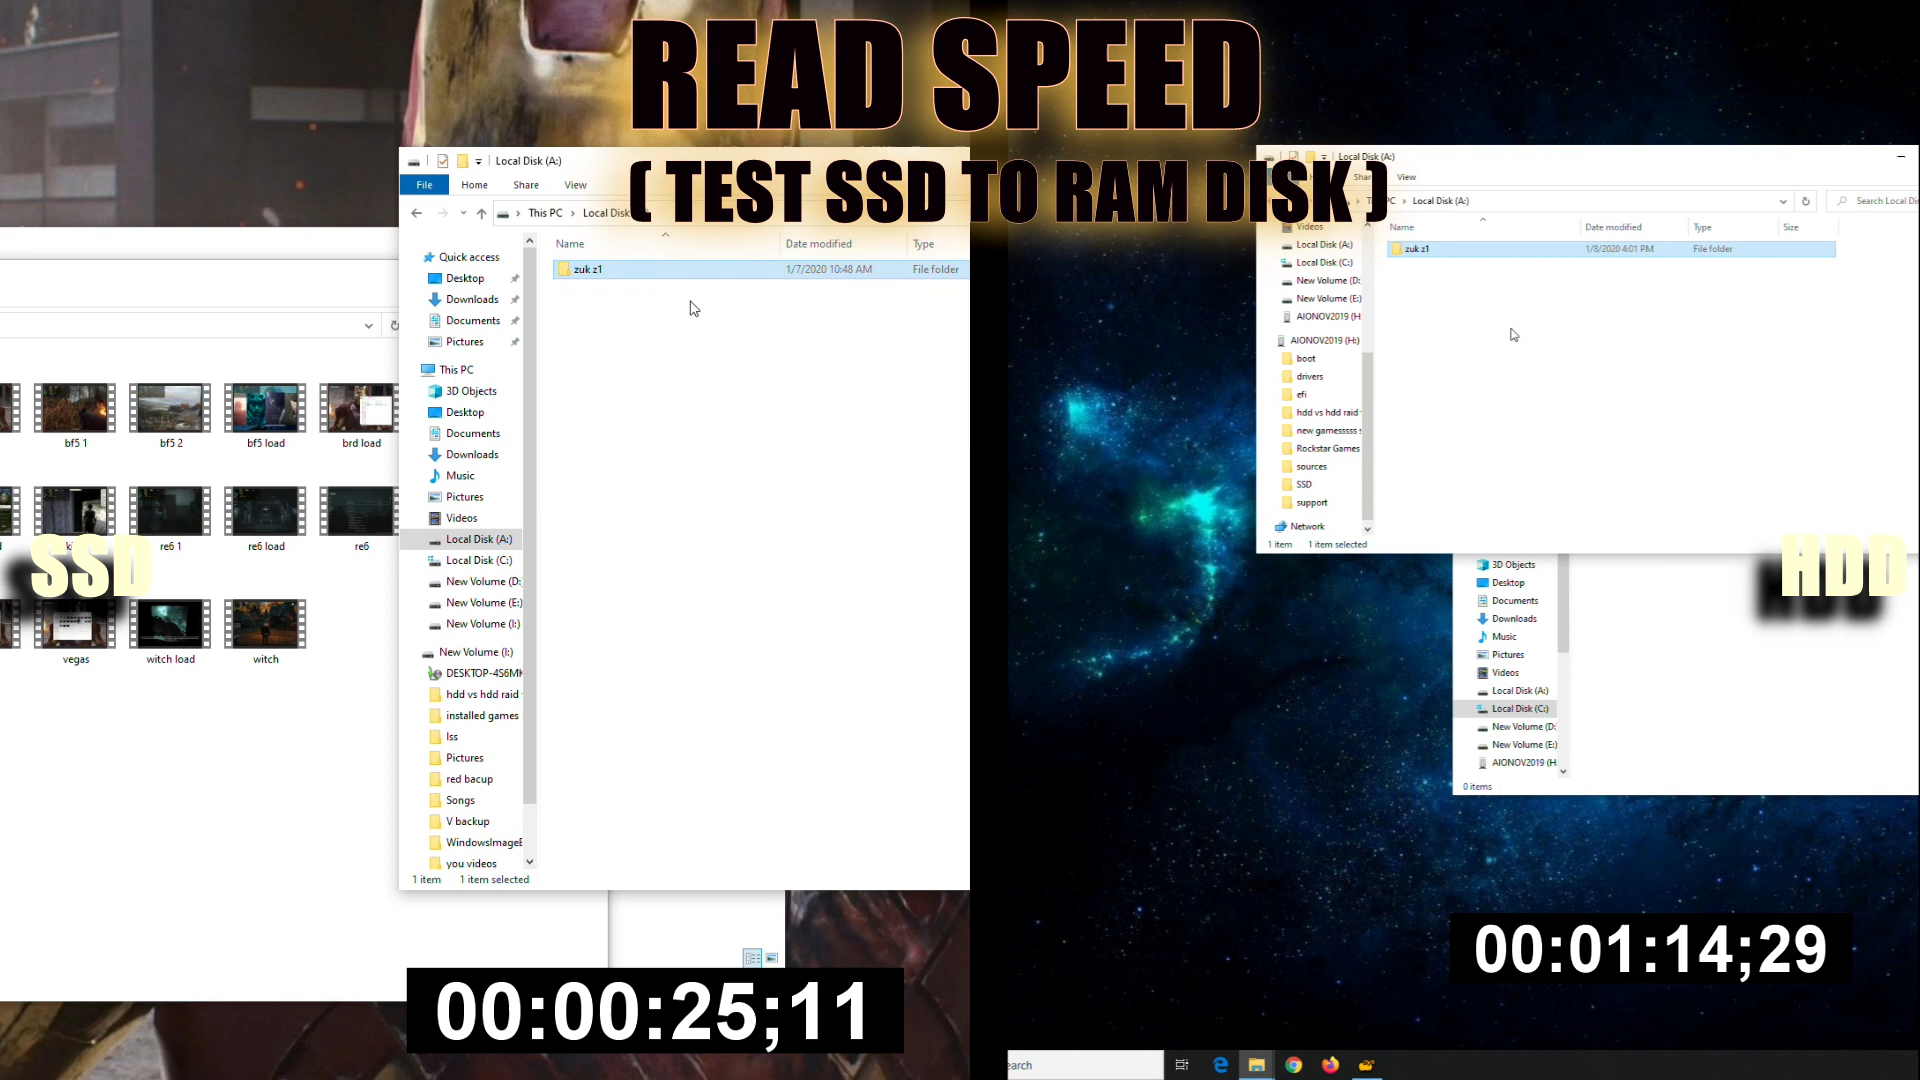 READ SPEED
( TEST SSD TO RAM DISK )
Local Disk (A:)
File Home Share View
This PC > Local Disk
Name Date modified Type
zuk z1 1/7/2020 10:48 AM File folder
Quick access
Desktop
Downloads
Documents
Pictures
This PC
3D Objects
Desktop
Documents
Downloads
Music
Pictures
Videos
Local Disk (A:)
Local Disk (C:)
New Volume (D:
New Volume (E:)
New Volume (I:)
New Volume (I:)
DESKTOP-4S6MK
hdd vs hdd raid
installed games
lss
Pictures
red bacup
Songs
V backup
WindowsImageB
you videos
1 item 1 item selected
bf5 1 bf5 2 bf5 load brd load
re6 1 re6 load re6
vegas witch load witch
SSD
00:00:25;11
Local Disk (A:)
View
> Local Disk (A:)
Search Local Dis
Name Date modified Type Size
zuk z1 1/8/2020 4:01 PM File folder
Videos
Local Disk (A:)
Local Disk (C:)
New Volume (D:
New Volume (E:)
AIONOV2019 (H
AIONOV2019 (H:)
boot
drivers
efi
hdd vs hdd raid
new gamesssss s
Rockstar Games
sources
SSD
support
Network
1 item 1 item selected
HDD
3D Objects
Desktop
Documents
Downloads
Music
Pictures
Videos
Local Disk (A:)
Local Disk (C:)
New Volume (D:
New Volume (E:)
AIONOV2019 (H
0 items
00:01:14;29
earch